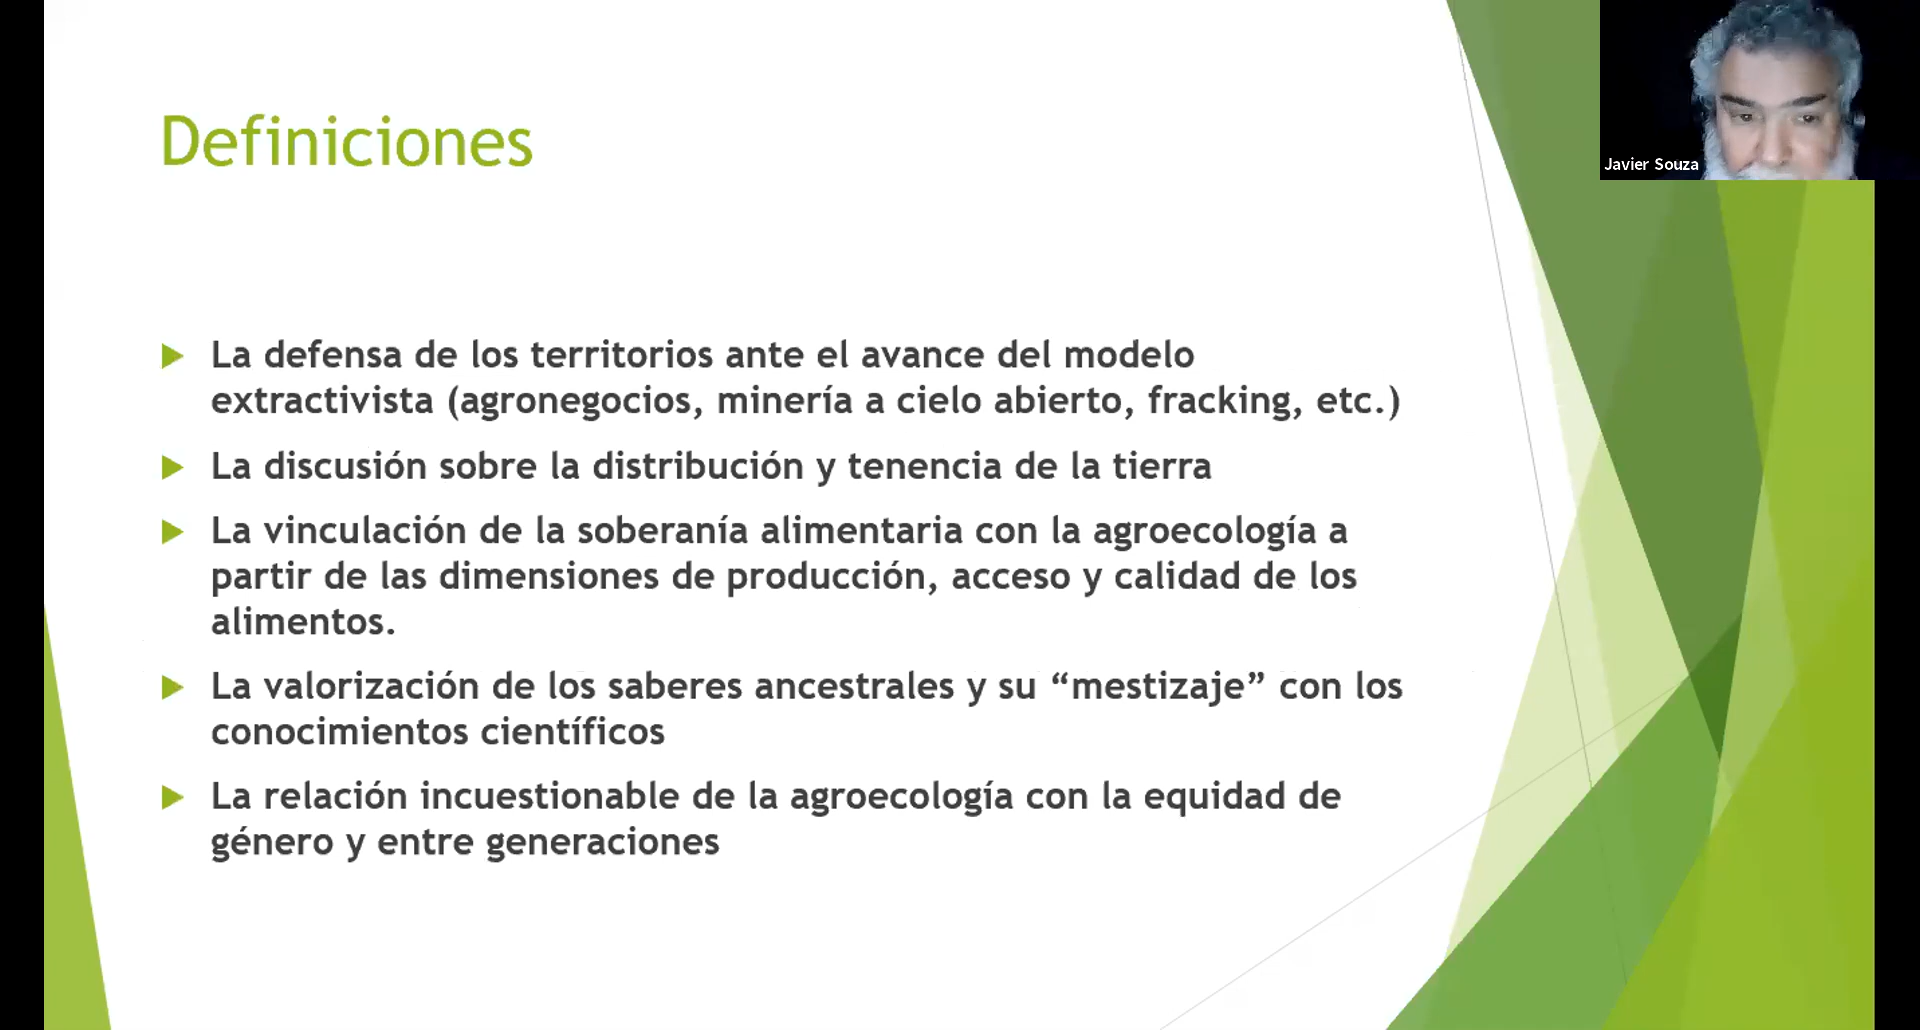 Definiciones
Javier Souza
La defensa de los territorios ante el avance del modelo
extractivista (agronegocios, minería a cielo abierto, fracking, etc.)
La discusión sobre la distribución y tenencia de la tierra
La vinculación de la soberanía alimentaria con la agroecología a
partir de las dimensiones de producción, acceso y calidad de los
alimentos.
La valorización de los saberes ancestrales y su “mestizaje” con los
conocimientos científicos
La relación incuestionable de la agroecología con la equidad de
género y entre generaciones